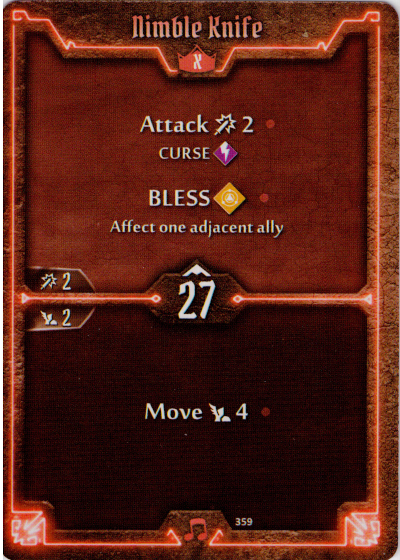 Nimble Knife
X
Attack 2
CURSE
BLESS
Affect one adjacent ally
2
27
2
Move 4
359